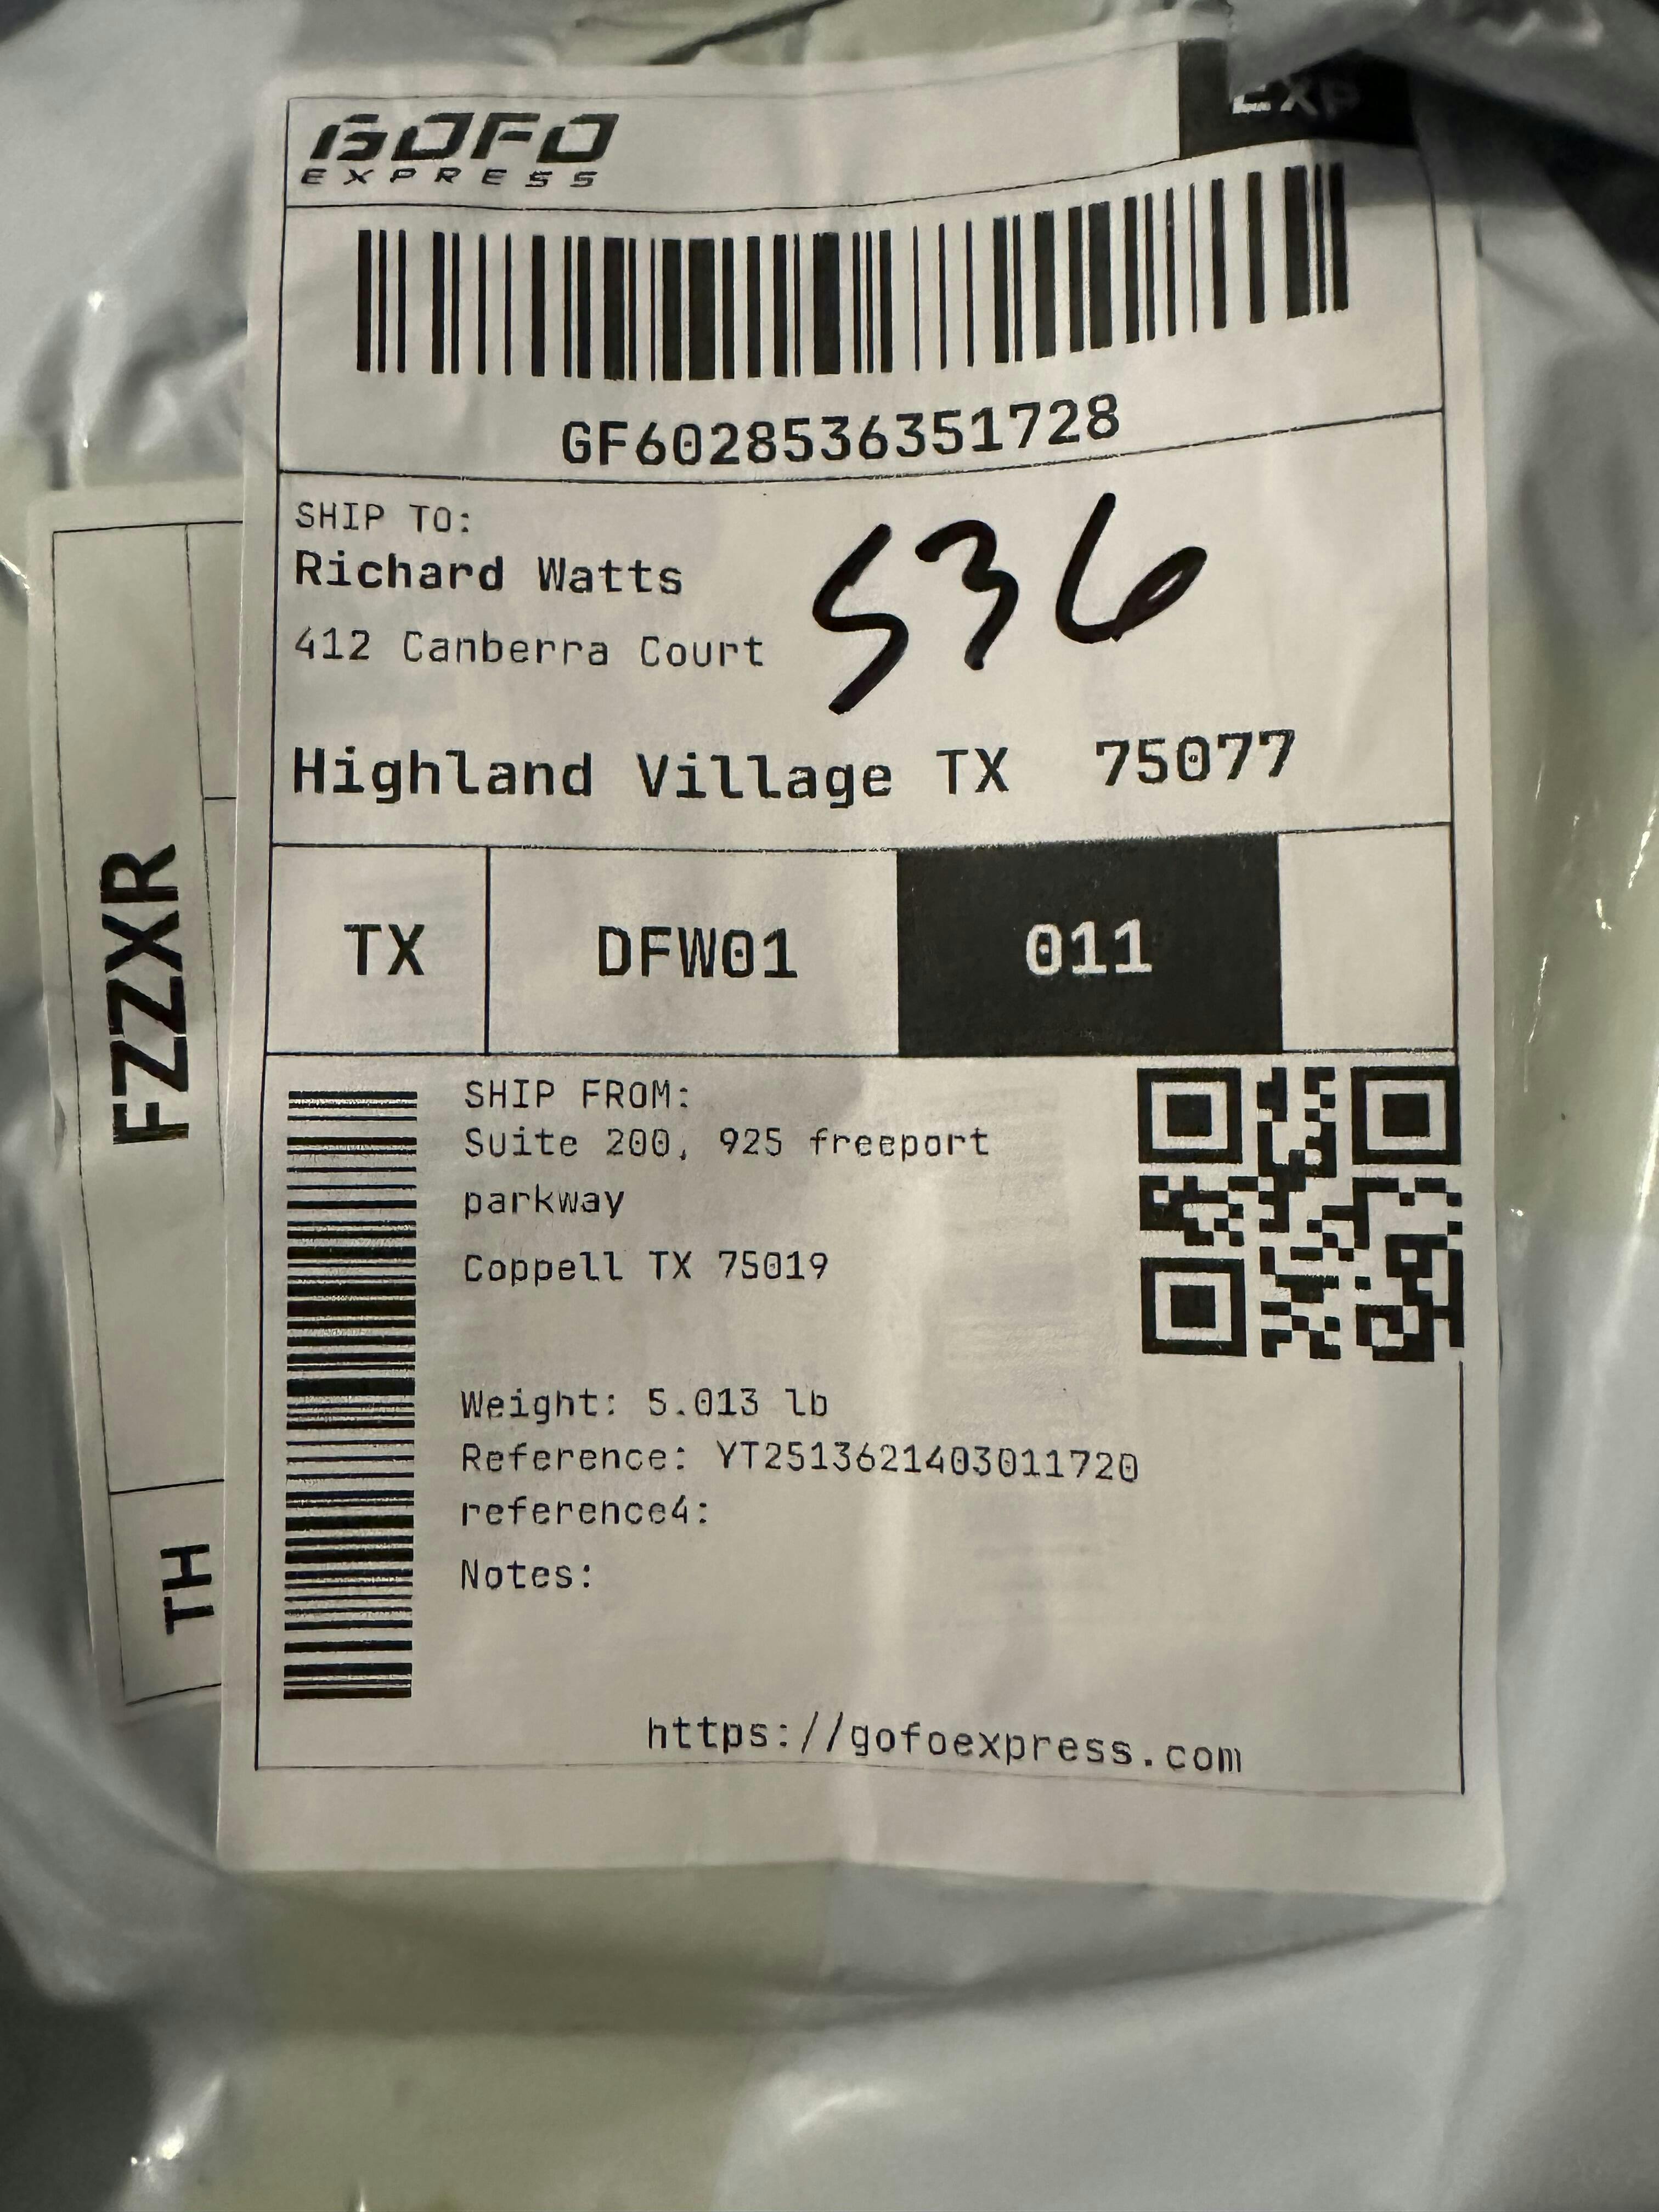 GOFO
EXPRESS
EXP
GF6028536351728
SHIP TO:
Richard Watts
412 Canberra Court
536
Highland Village TX 75077
TX DFW01 011
SHIP FROM:
Suite 200, 925 freeport
parkway
Coppell TX 75019
Weight: 5.013 lb
Reference: YT2513621403011720
reference4:
Notes:
https://gofoexpress.com
FZZXR
TH